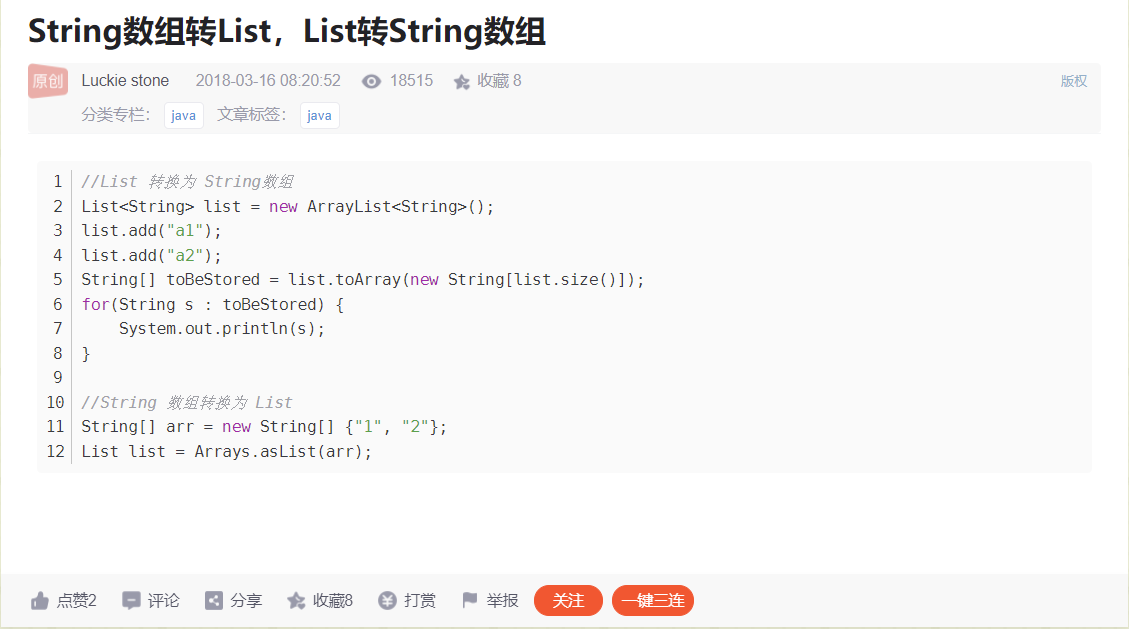 String数组转List，List转String数组
原创 Luckie stone 2018-03-16 08:20:52 18515 收藏 8 版权
分类专栏： java 文章标签： java
1 //List 转换为 String数组
2 List<String> list = new ArrayList<String>();
3 list.add("a1");
4 list.add("a2");
5 String[] toBeStored = list.toArray(new String[list.size()]);
6 for(String s : toBeStored) {
7     System.out.println(s);
8 }
9
10 //String 数组转换为 List
11 String[] arr = new String[] {"1", "2"};
12 List list = Arrays.asList(arr);
点赞2 评论 分享 收藏8 打赏 举报 关注 一键三连